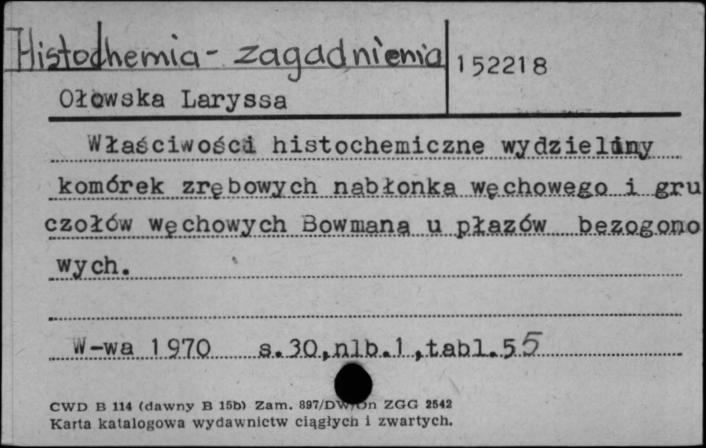 Histochemia - zagadnienia
152218
Ołowska Laryssa
Właściwości histochemiczne wydzieliny
komórek zrębowych nabłonka węchowego i gru
czołów węchowych Bowmana u płazów bezogono
wych.
W-wa 1970 s.30,nlb.1,tabl.55
CWD B 114 (dawny B 15b) Zam. 897/DW/Dn ZGG 2542
Karta katalogowa wydawnictw ciągłych i zwartych.